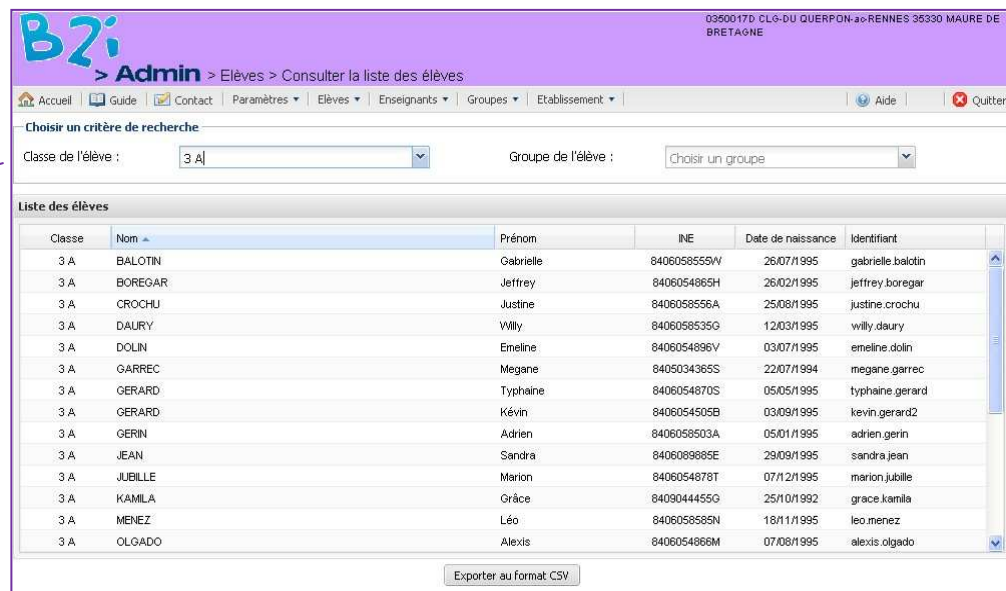 B2i
0350017D CLG-DU QUERPON-ac-RENNES 35330 MAURE DE
BRETAGNE
> Admin > Elèves > Consulter la liste des élèves
Accueil Guide Contact Paramètres Elèves Enseignants Groupes Etablissement Aide Quitter
Choisir un critère de recherche
Classe de l'élève : 3 A Groupe de l'élève : Choisir un groupe
Liste des élèves
Classe Nom Prénom INE Date de naissance Identifiant
3 A BALOTIN Gabrielle 8406058555W 26/07/1995 gabrielle.balotin
3 A BOREGAR Jeffrey 8406054865H 26/02/1995 jeffrey.boregar
3 A CROCHU Justine 8406058556A 25/08/1995 justine.crochu
3 A DAURY Willy 8406058535G 12/03/1995 willy.daury
3 A DOLIN Emeline 8406054896V 03/07/1995 emeline.dolin
3 A GARREC Megane 8405034365S 22/07/1994 megane.garrec
3 A GERARD Typhaine 8406054870S 05/05/1995 typhaine.gerard
3 A GERARD Kévin 8406054505B 03/09/1995 kevin.gerard2
3 A GERIN Adrien 8406058503A 05/01/1995 adrien.gerin
3 A JEAN Sandra 8406089885E 29/09/1995 sandra.jean
3 A JUBILLE Marion 8406054878T 07/12/1995 marion.jubille
3 A KAMILA Grâce 8409044455G 25/10/1992 grace.kamila
3 A MENEZ Léo 8406058585N 18/11/1995 leo.menez
3 A OLGADO Alexis 8406054866M 07/08/1995 alexis.olgado
Exporter au format CSV